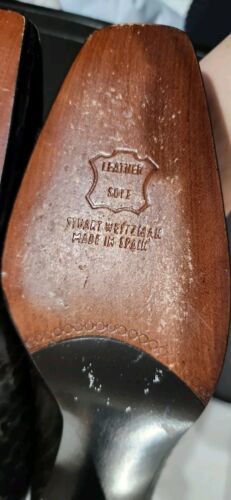 LEATHER
SOLE
STUART WEITZMAN
MADE IN SPAIN